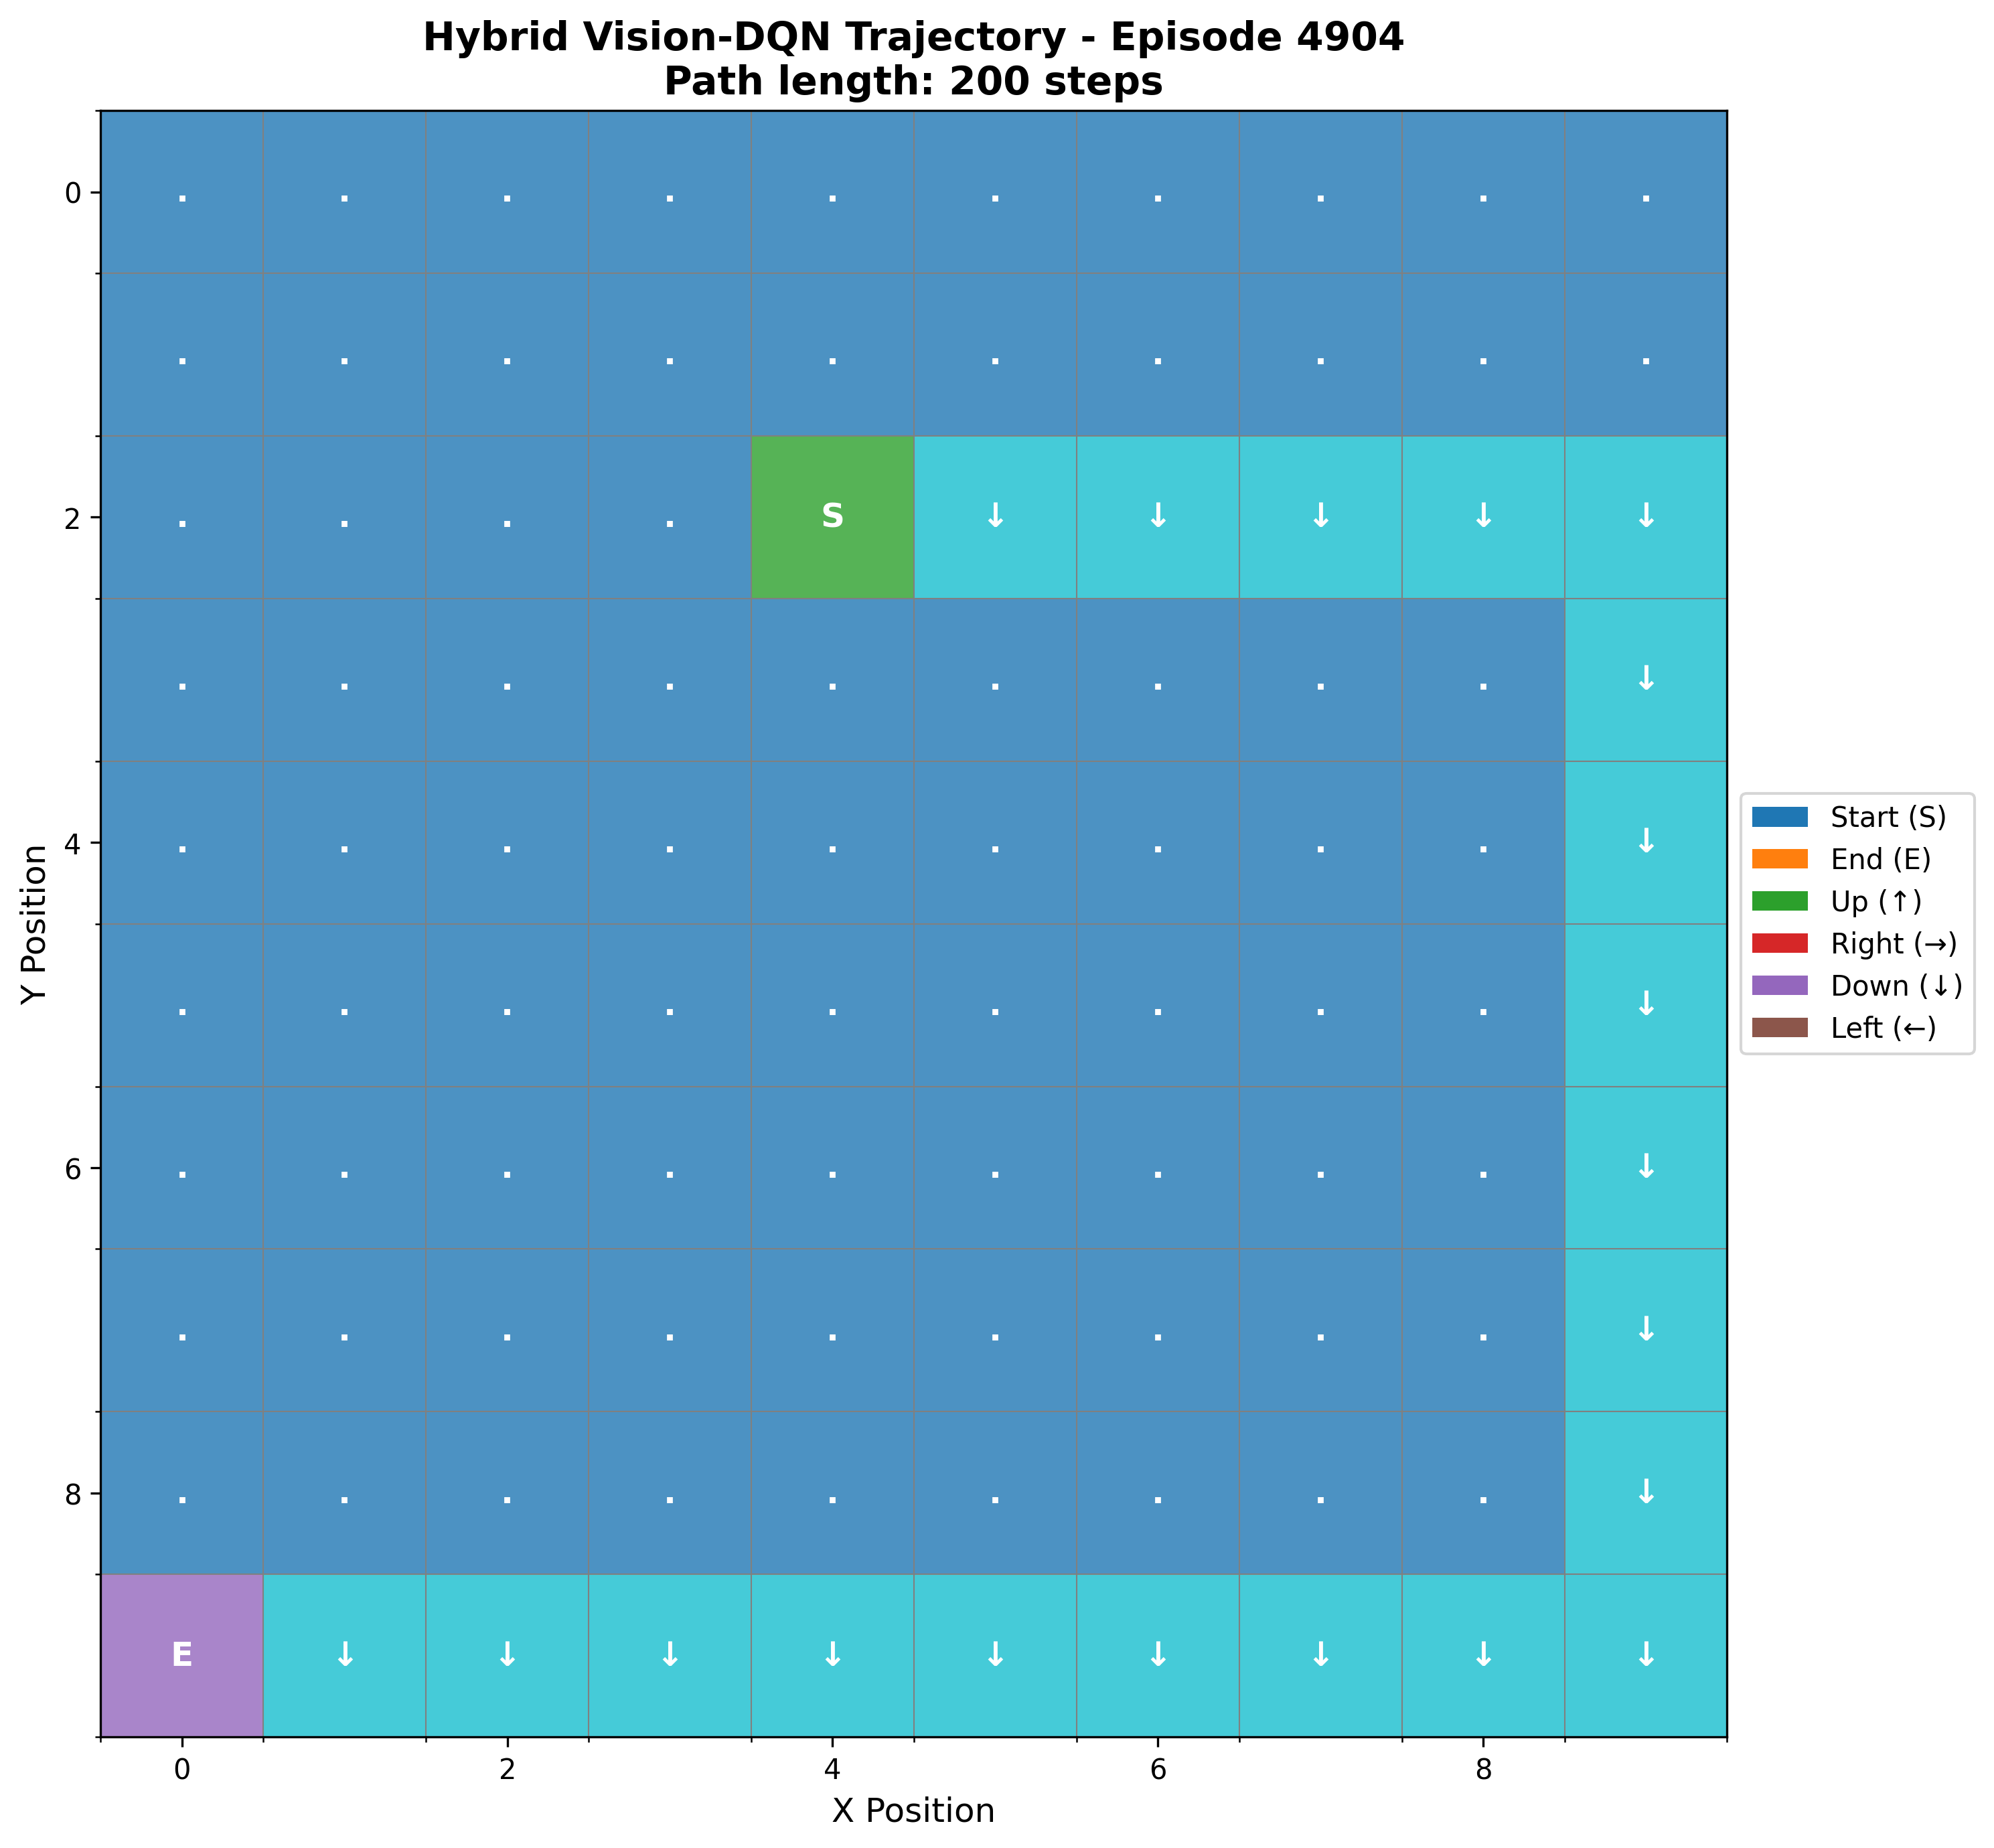 Hybrid Vision-DQN Trajectory - Episode 4904
Path length: 200 steps
Y Position
0
. . . . . . . . . .
. . . . . . . . . .
2
. . . . S ↓ ↓ ↓ ↓ ↓
. . . . . . . . . ↓
4
. . . . . . . . . ↓
. . . . . . . . . ↓
6
. . . . . . . . . ↓
. . . . . . . . . ↓
8
. . . . . . . . . ↓
E ↓ ↓ ↓ ↓ ↓ ↓ ↓ ↓ ↓
0 2 4 6 8
X Position
Start (S)
End (E)
Up (↑)
Right (→)
Down (↓)
Left (←)